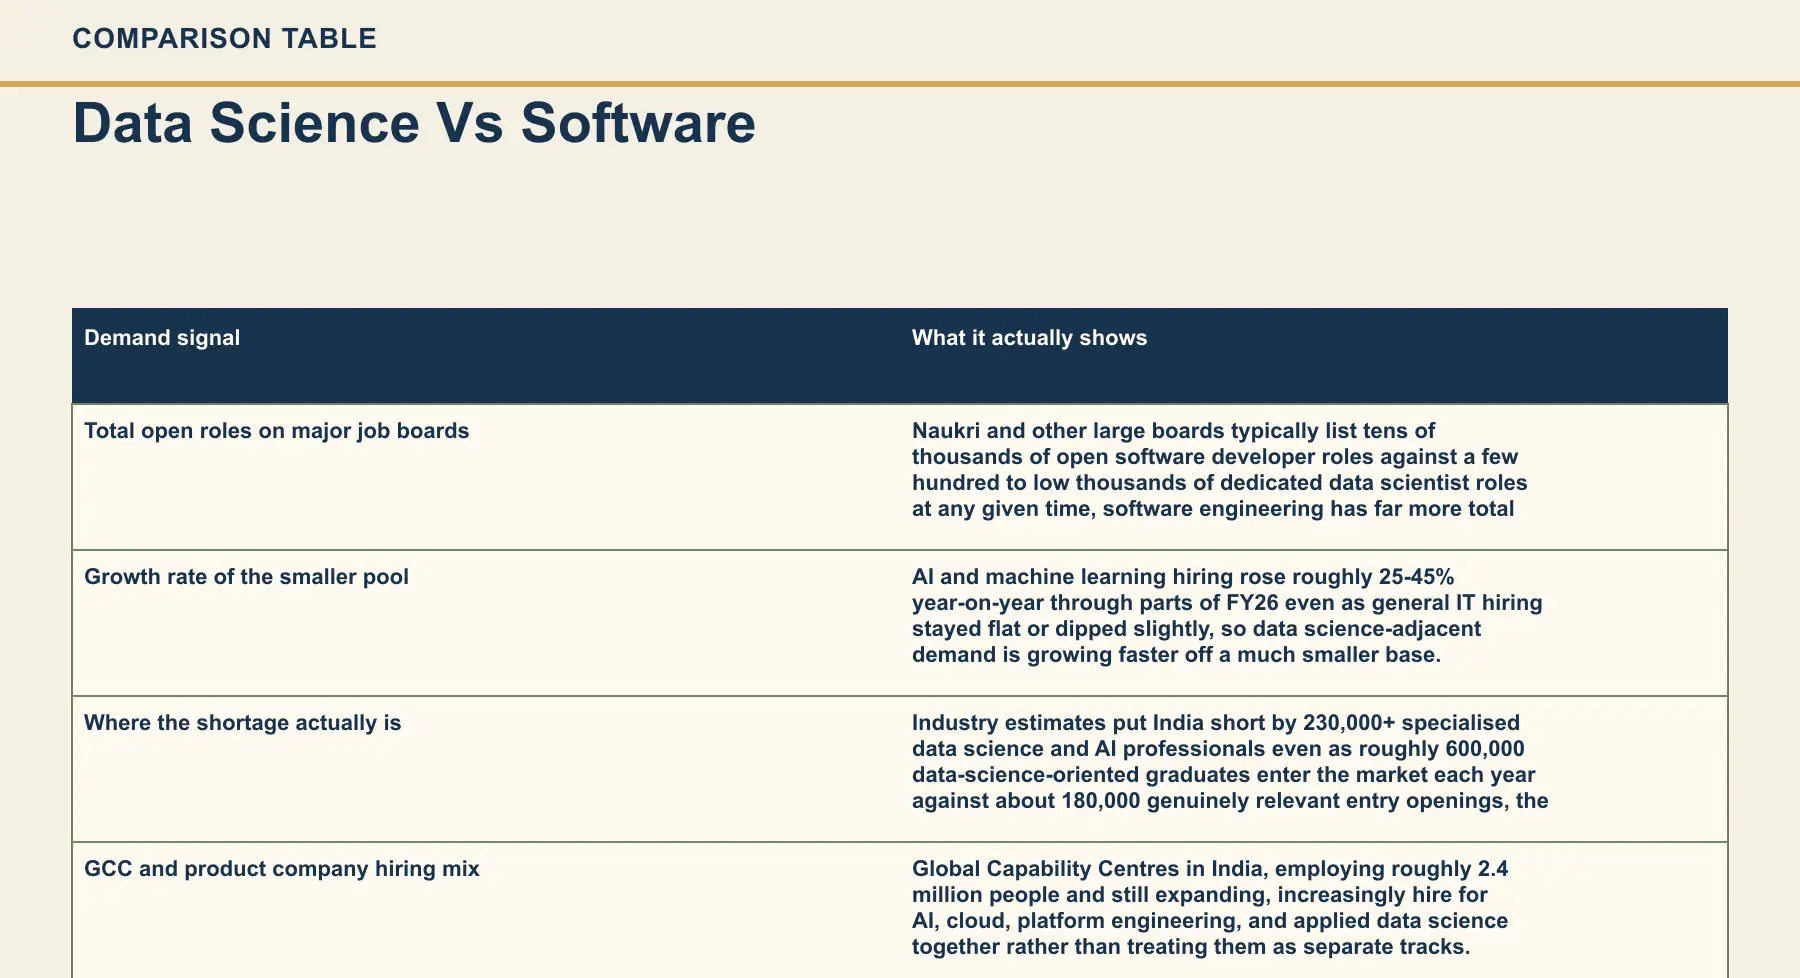 COMPARISON TABLE
Data Science Vs Software
Demand signal
What it actually shows
Total open roles on major job boards
Naukri and other large boards typically list tens of
thousands of open software developer roles against a few
hundred to low thousands of dedicated data scientist roles
at any given time, software engineering has far more total
Growth rate of the smaller pool
AI and machine learning hiring rose roughly 25-45%
year-on-year through parts of FY26 even as general IT hiring
stayed flat or dipped slightly, so data science-adjacent
demand is growing faster off a much smaller base.
Where the shortage actually is
Industry estimates put India short by 230,000+ specialised
data science and AI professionals even as roughly 600,000
data-science-oriented graduates enter the market each year
against about 180,000 genuinely relevant entry openings, the
GCC and product company hiring mix
Global Capability Centres in India, employing roughly 2.4
million people and still expanding, increasingly hire for
AI, cloud, platform engineering, and applied data science
together rather than treating them as separate tracks.